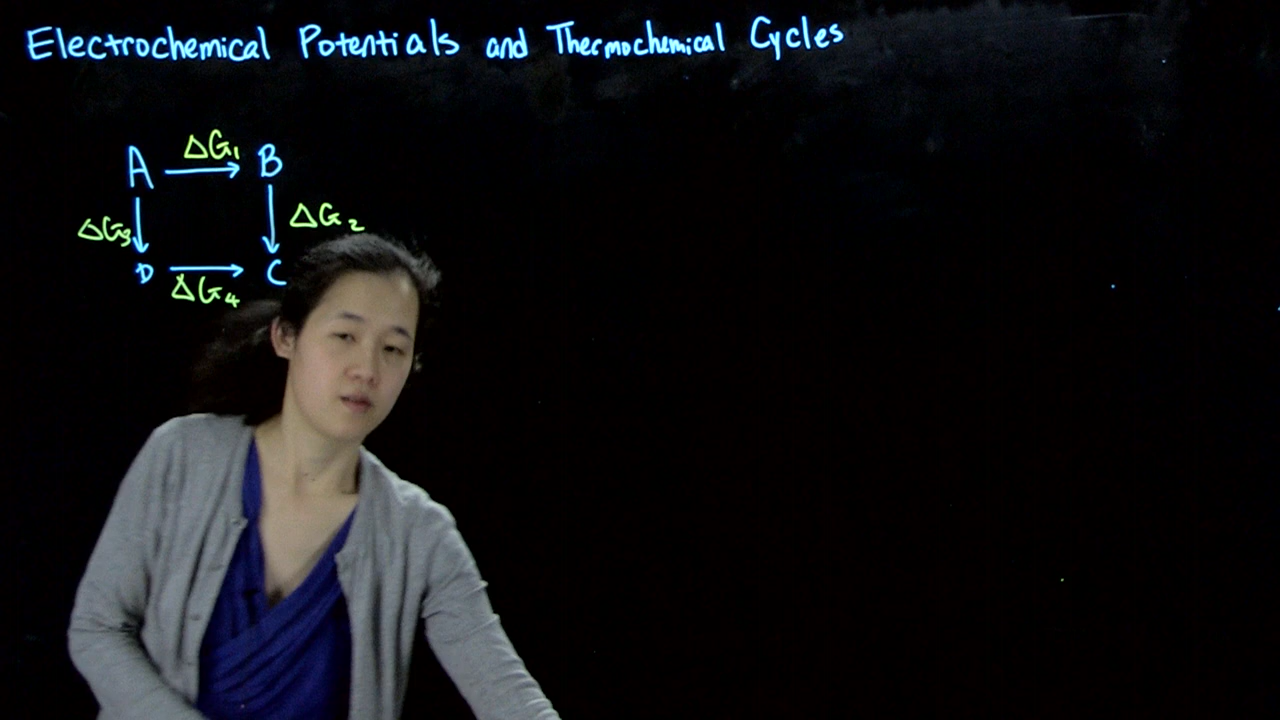 Electrochemical Potentials and Thermochemical Cycles
A ΔG₁ B
ΔG₃ ΔG₂
D ΔG₄ C